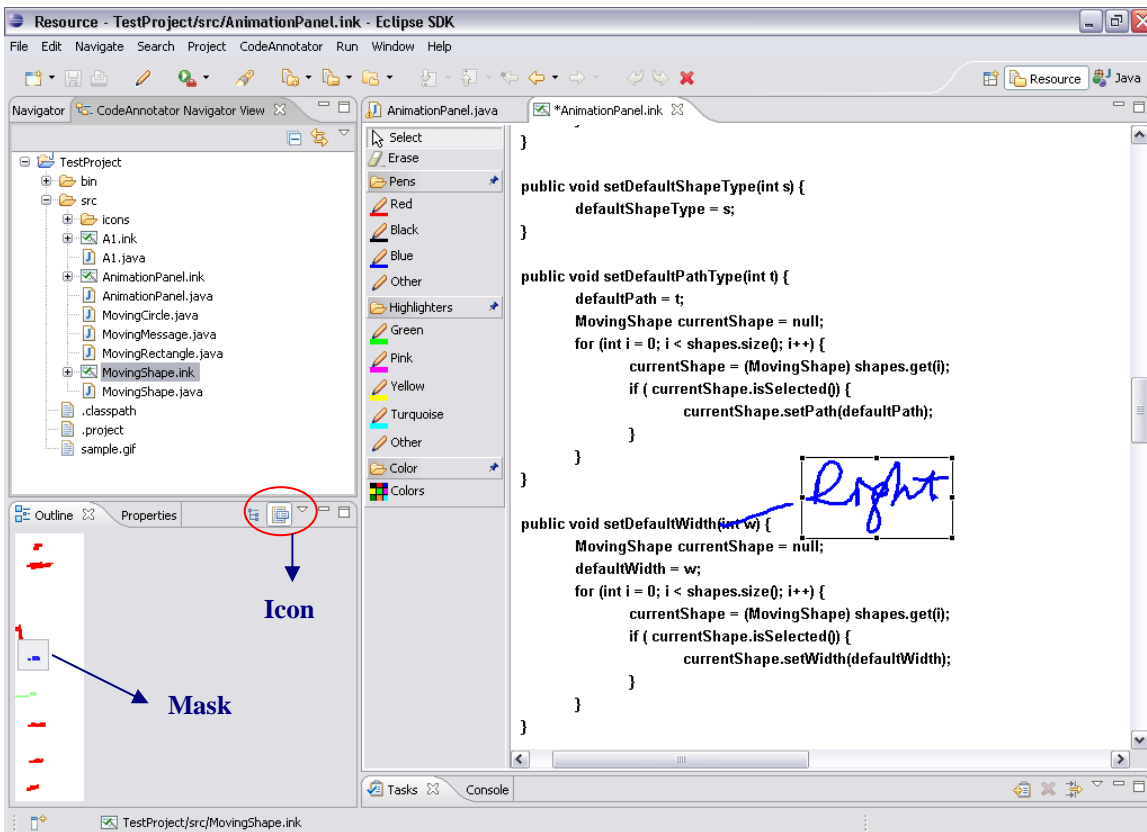 Resource - TestProject/src/AnimationPanel.ink - Eclipse SDK
File Edit Navigate Search Project CodeAnnotator Run Window Help
Resource Java
Navigator CodeAnnotator Navigator View
TestProject
bin
src
icons
A1.ink
A1.java
AnimationPanel.ink
AnimationPanel.java
MovingCircle.java
MovingMessage.java
MovingRectangle.java
MovingShape.ink
MovingShape.java
.classpath
.project
sample.gif
Outline Properties
Icon
Mask
AnimationPanel.java *AnimationPanel.ink
Select
Erase
Pens
Red
Black
Blue
Other
Highlighters
Green
Pink
Yellow
Turquoise
Other
Color
Colors
}
public void setDefaultShapeType(int s) {
defaultShapeType = s;
}
public void setDefaultPathType(int t) {
defaultPath = t;
MovingShape currentShape = null;
for (int i = 0; i < shapes.size(); i++) {
currentShape = (MovingShape) shapes.get(i);
if ( currentShape.isSelected()) {
currentShape.setPath(defaultPath);
}
}
}
Right
public void setDefaultWidth(int w) {
MovingShape currentShape = null;
defaultWidth = w;
for (int i = 0; i < shapes.size(); i++) {
currentShape = (MovingShape) shapes.get(i);
if ( currentShape.isSelected()) {
currentShape.setWidth(defaultWidth);
}
}
}
Tasks Console
TestProject/src/MovingShape.ink